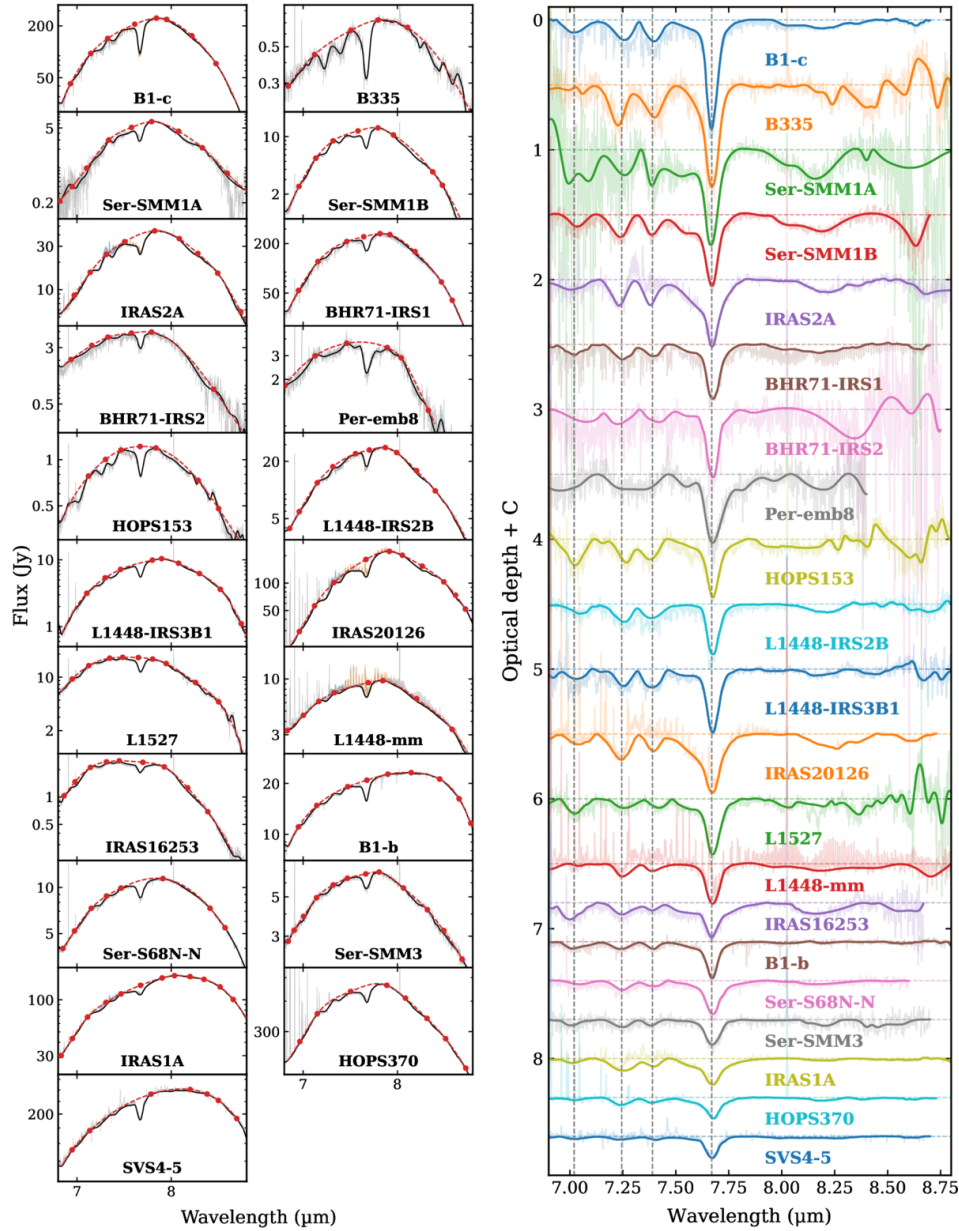 200
50
B1-c
0.8
0.3
B335
5
0.2
Ser-SMM1A
10
2
Ser-SMM1B
30
10
IRAS2A
200
50
BHR71-IRS1
3
0.5
BHR71-IRS2
3
2
Per-emb8
1
0.5
HOPS153
20
5
L1448-IRS2B
10
1
L1448-IRS3B1
100
50
IRAS20126
10
2
L1527
10
3
L1448-mm
1
0.5
IRAS16253
20
10
B1-b
10
5
Ser-S68N-N
6
3
Ser-SMM3
100
30
IRAS1A
300
HOPS370
7
8
200
SVS4-5
7
8
Flux (Jy)
Wavelength (µm)
0
1
2
3
4
5
6
7
8
Optical depth + C
B1-c
B335
Ser-SMM1A
Ser-SMM1B
IRAS2A
BHR71-IRS1
BHR71-IRS2
Per-emb8
HOPS153
L1448-IRS2B
L1448-IRS3B1
IRAS20126
L1527
L1448-mm
IRAS16253
B1-b
Ser-S68N-N
Ser-SMM3
IRAS1A
HOPS370
SVS4-5
7.00 7.25 7.50 7.75 8.00 8.25 8.50 8.75
Wavelength (µm)